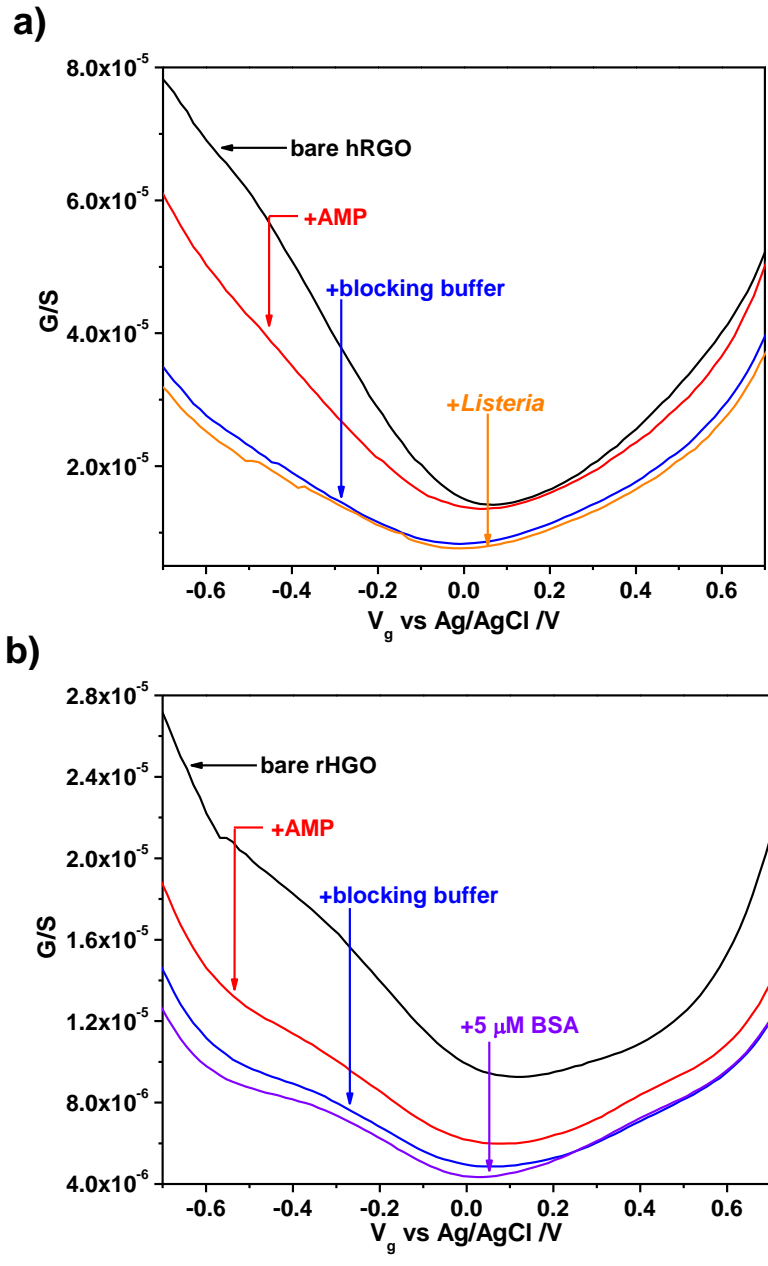 a)
8.0x10⁻⁵
bare hRGO
6.0x10⁻⁵
+AMP
+blocking buffer
G/S
4.0x10⁻⁵
+Listeria
2.0x10⁻⁵
-0.6 -0.4 -0.2 0.0 0.2 0.4 0.6
V_g vs Ag/AgCl /V
b)
2.8x10⁻⁵
bare rHGO
2.4x10⁻⁵
+AMP
2.0x10⁻⁵
+blocking buffer
G/S
1.6x10⁻⁵
1.2x10⁻⁵
+5 μM BSA
8.0x10⁻⁶
4.0x10⁻⁶
-0.6 -0.4 -0.2 0.0 0.2 0.4 0.6
V_g vs Ag/AgCl /V